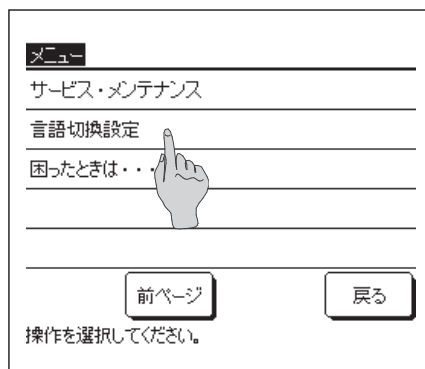 メニュー
サービス・メンテナンス
言語切換設定
困ったときは・・・
前ページ 戻る
操作を選択してください。